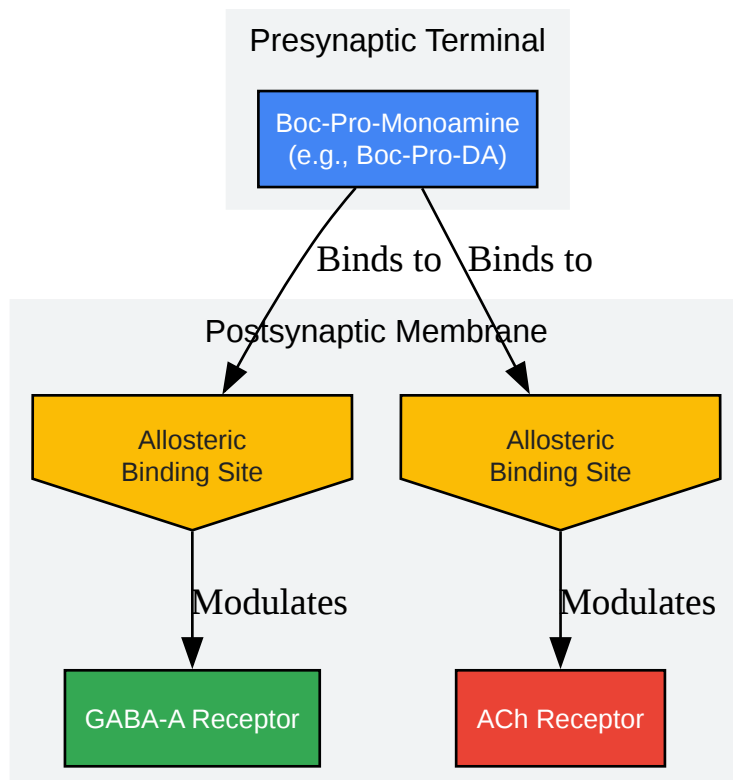 Presynaptic Terminal
Boc-Pro-Monoamine
(e.g., Boc-Pro-DA)
Binds to
Binds to
Postsynaptic Membrane
Allosteric
Binding Site
Allosteric
Binding Site
Modulates
Modulates
GABA-A Receptor
ACh Receptor